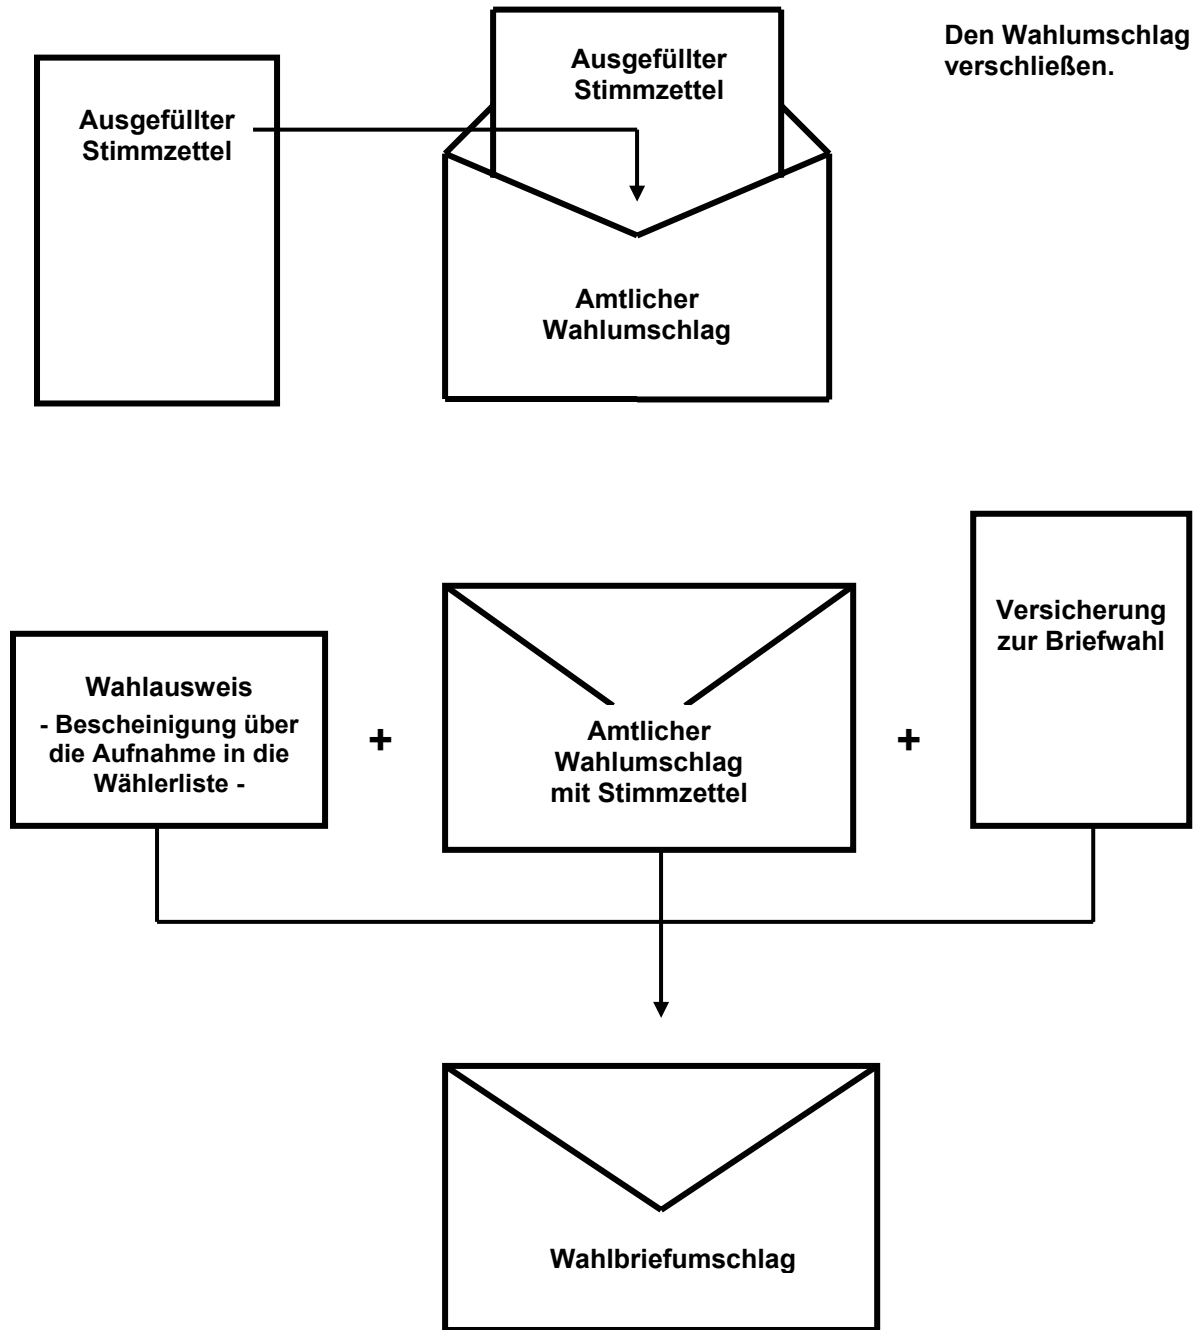 Ausgefüllter
Stimmzettel
Ausgefüllter
Stimmzettel
Den Wahlumschlag
verschließen.
Amtlicher
Wahlumschlag
Wahlausweis
- Bescheinigung über
die Aufnahme in die
Wählerliste -
+
Amtlicher
Wahlumschlag
mit Stimmzettel
+
Versicherung
zur Briefwahl
Wahlbriefumschlag